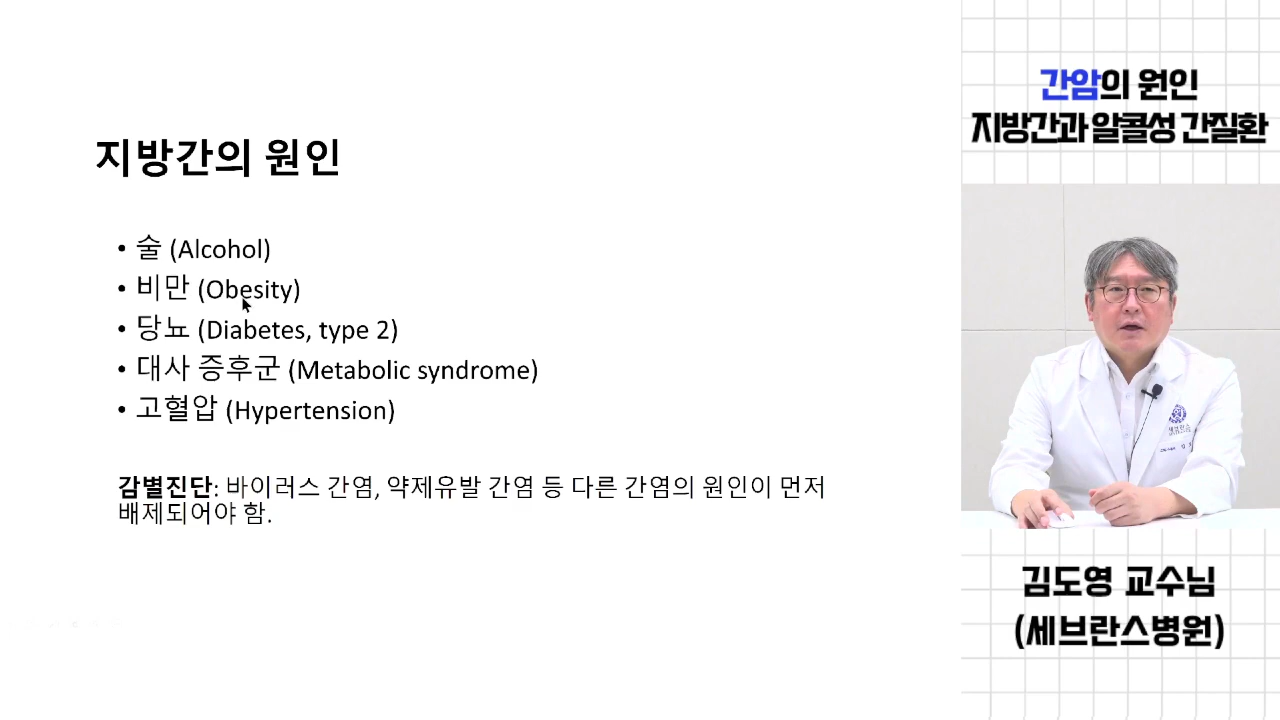 지방간의 원인
• 술 (Alcohol)
• 비만 (Obesity)
• 당뇨 (Diabetes, type 2)
• 대사 증후군 (Metabolic syndrome)
• 고혈압 (Hypertension)
감별진단: 바이러스 간염, 약제유발 간염 등 다른 간염의 원인이 먼저
배제되어야 함.
간암의 원인
지방간과 알콜성 간질환
김도영 교수님
(세브란스병원)